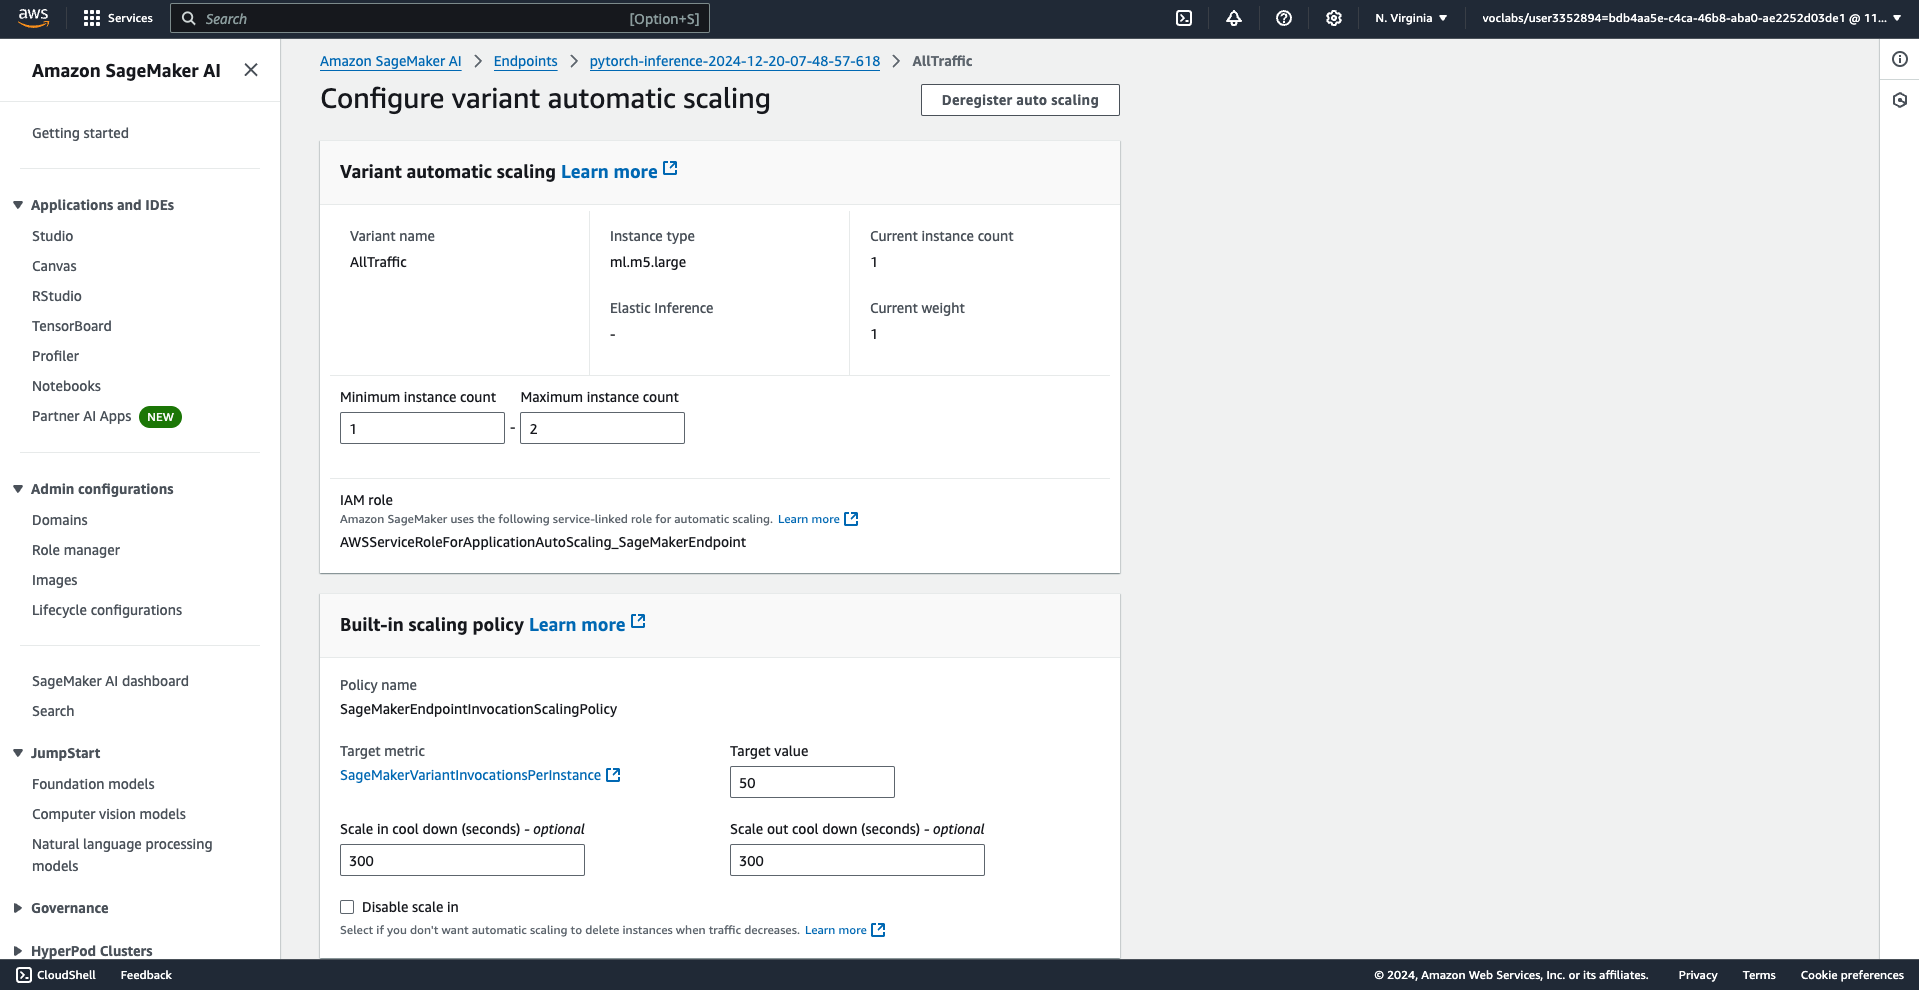 aws
Services
Search
[Option+S]
N. Virginia
voclabs/user3352894=bdb4aa5e-c4ca-46b8-aba0-ae2252d03de1 @ 11...
Amazon SageMaker AI
Getting started
Applications and IDEs
Studio
Canvas
RStudio
TensorBoard
Profiler
Notebooks
Partner AI Apps NEW
Admin configurations
Domains
Role manager
Images
Lifecycle configurations
SageMaker AI dashboard
Search
JumpStart
Foundation models
Computer vision models
Natural language processing
models
Governance
HyperPod Clusters
Amazon SageMaker AI > Endpoints > pytorch-inference-2024-12-20-07-48-57-618 > AllTraffic
Configure variant automatic scaling
Deregister auto scaling
Variant automatic scaling Learn more
Variant name
AllTraffic
Instance type
ml.m5.large
Elastic Inference
-
Current instance count
1
Current weight
1
Minimum instance count
Maximum instance count
1 - 2
IAM role
Amazon SageMaker uses the following service-linked role for automatic scaling. Learn more
AWSServiceRoleForApplicationAutoScaling_SageMakerEndpoint
Built-in scaling policy Learn more
Policy name
SageMakerEndpointInvocationScalingPolicy
Target metric
SageMakerVariantInvocationsPerInstance
Target value
50
Scale in cool down (seconds) - optional
300
Scale out cool down (seconds) - optional
300
Disable scale in
Select if you don't want automatic scaling to delete instances when traffic decreases. Learn more
CloudShell
Feedback
© 2024, Amazon Web Services, Inc. or its affiliates.
Privacy
Terms
Cookie preferences